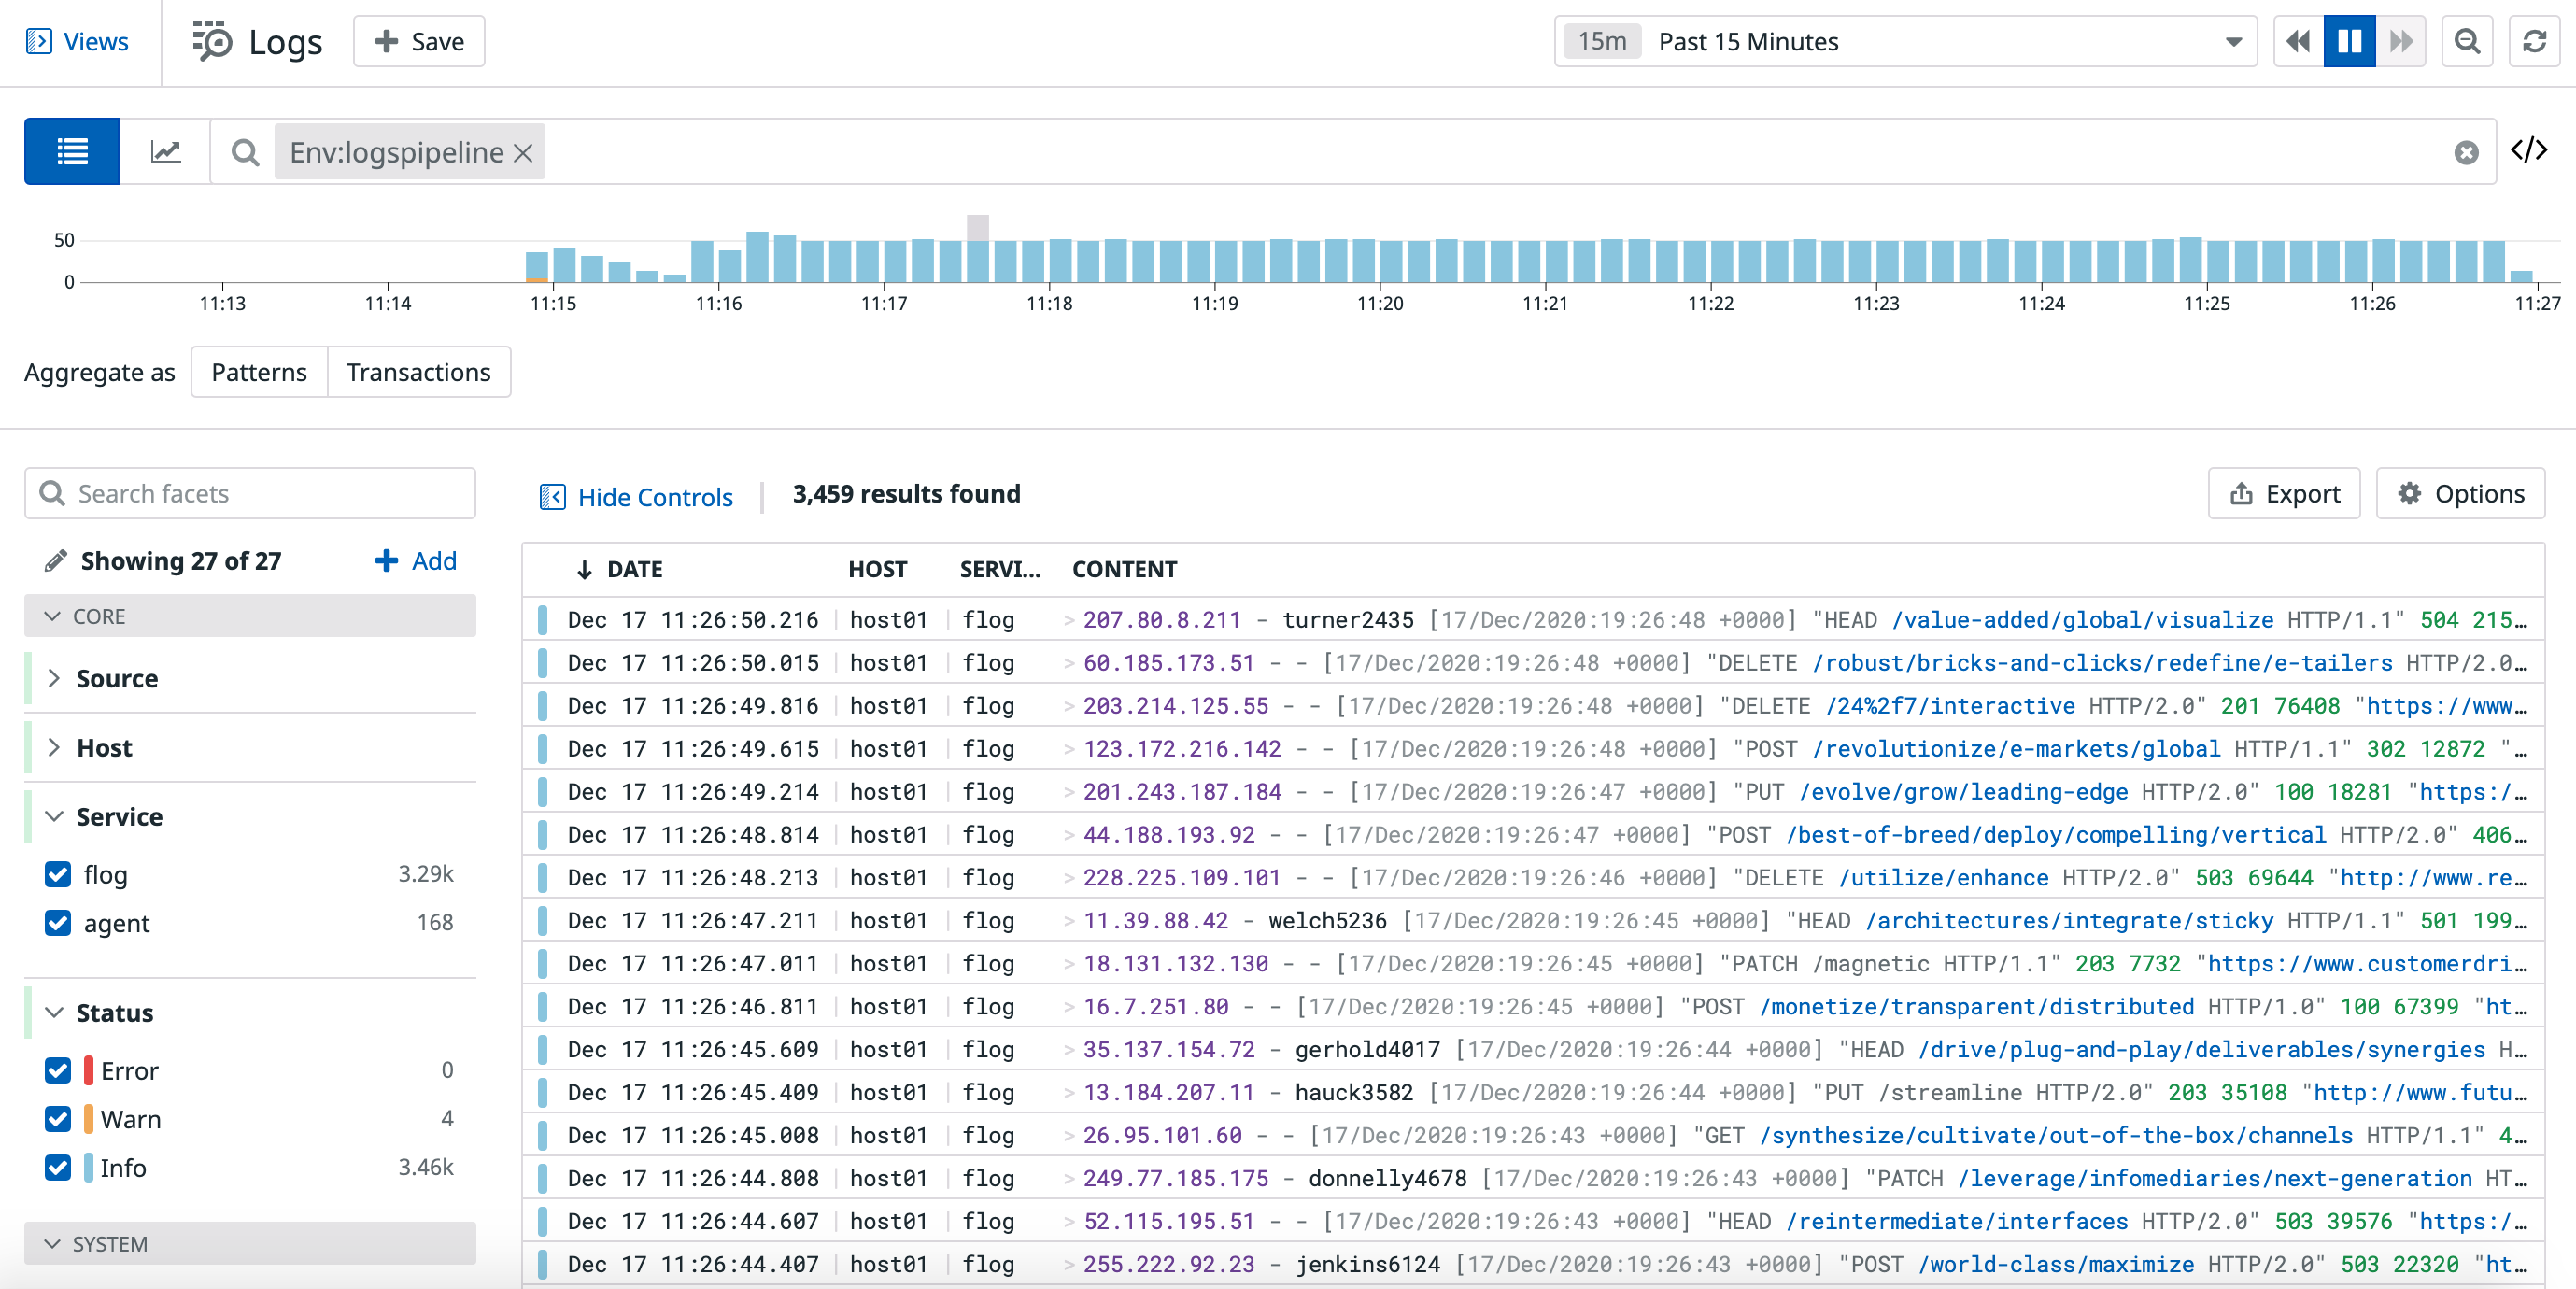 Views Logs + Save 15m Past 15 Minutes
Env:logspipeline </>
50
0
11:13 11:14 11:15 11:16 11:17 11:18 11:19 11:20 11:21 11:22 11:23 11:24 11:25 11:26 11:27
Aggregate as Patterns Transactions
Search facets Hide Controls 3,459 results found Export Options
Showing 27 of 27 + Add
CORE
Source
Host
Service
flog 3.29k
agent 168
Status
Error 0
Warn 4
Info 3.46k
SYSTEM
↓ DATE HOST SERVI... CONTENT
Dec 17 11:26:50.216 host01 flog > 207.80.8.211 - turner2435 [17/Dec/2020:19:26:48 +0000] "HEAD /value-added/global/visualize HTTP/1.1" 504 215…
Dec 17 11:26:50.015 host01 flog > 60.185.173.51 - - [17/Dec/2020:19:26:48 +0000] "DELETE /robust/bricks-and-clicks/redefine/e-tailers HTTP/2.0…
Dec 17 11:26:49.816 host01 flog > 203.214.125.55 - - [17/Dec/2020:19:26:48 +0000] "DELETE /24%2f7/interactive HTTP/2.0" 201 76408 "https://www…
Dec 17 11:26:49.615 host01 flog > 123.172.216.142 - - [17/Dec/2020:19:26:48 +0000] "POST /revolutionize/e-markets/global HTTP/1.1" 302 12872 "…
Dec 17 11:26:49.214 host01 flog > 201.243.187.184 - - [17/Dec/2020:19:26:47 +0000] "PUT /evolve/grow/leading-edge HTTP/2.0" 100 18281 "https:/…
Dec 17 11:26:48.814 host01 flog > 44.188.193.92 - - [17/Dec/2020:19:26:47 +0000] "POST /best-of-breed/deploy/compelling/vertical HTTP/2.0" 406…
Dec 17 11:26:48.213 host01 flog > 228.225.109.101 - - [17/Dec/2020:19:26:46 +0000] "DELETE /utilize/enhance HTTP/2.0" 503 69644 "http://www.re…
Dec 17 11:26:47.211 host01 flog > 11.39.88.42 - welch5236 [17/Dec/2020:19:26:45 +0000] "HEAD /architectures/integrate/sticky HTTP/1.1" 501 199…
Dec 17 11:26:47.011 host01 flog > 18.131.132.130 - - [17/Dec/2020:19:26:45 +0000] "PATCH /magnetic HTTP/1.1" 203 7732 "https://www.customerdri…
Dec 17 11:26:46.811 host01 flog > 16.7.251.80 - - [17/Dec/2020:19:26:45 +0000] "POST /monetize/transparent/distributed HTTP/1.0" 100 67399 "ht…
Dec 17 11:26:45.609 host01 flog > 35.137.154.72 - gerhold4017 [17/Dec/2020:19:26:44 +0000] "HEAD /drive/plug-and-play/deliverables/synergies H…
Dec 17 11:26:45.409 host01 flog > 13.184.207.11 - hauck3582 [17/Dec/2020:19:26:44 +0000] "PUT /streamline HTTP/2.0" 203 35108 "http://www.futu…
Dec 17 11:26:45.008 host01 flog > 26.95.101.60 - - [17/Dec/2020:19:26:43 +0000] "GET /synthesize/cultivate/out-of-the-box/channels HTTP/1.1" 4…
Dec 17 11:26:44.808 host01 flog > 249.77.185.175 - donnelly4678 [17/Dec/2020:19:26:43 +0000] "PATCH /leverage/infomediaries/next-generation HT…
Dec 17 11:26:44.607 host01 flog > 52.115.195.51 - - [17/Dec/2020:19:26:43 +0000] "HEAD /reintermediate/interfaces HTTP/2.0" 503 39576 "https:/…
Dec 17 11:26:44.407 host01 flog > 255.222.92.23 - jenkins6124 [17/Dec/2020:19:26:43 +0000] "POST /world-class/maximize HTTP/2.0" 503 22320 "ht…